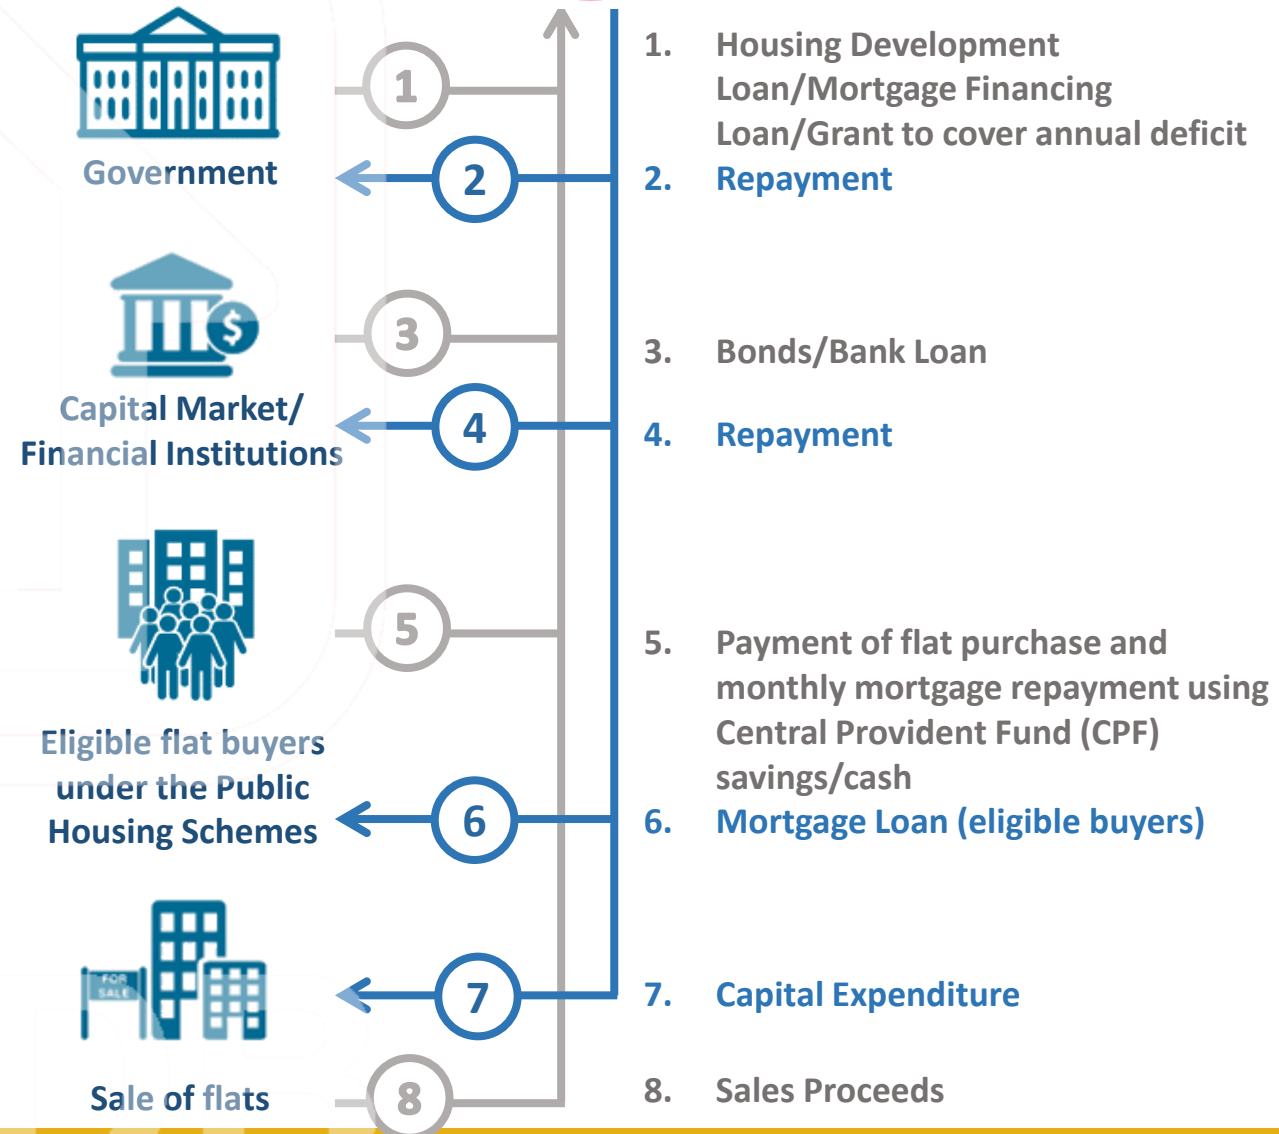 1
Government
2
3
Capital Market/
Financial Institutions
4
5
Eligible flat buyers
under the Public
Housing Schemes
6
FOR
SALE
7
Sale of flats
8
1. Housing Development
Loan/Mortgage Financing
Loan/Grant to cover annual deficit
2. Repayment
3. Bonds/Bank Loan
4. Repayment
5. Payment of flat purchase and
monthly mortgage repayment using
Central Provident Fund (CPF)
savings/cash
6. Mortgage Loan (eligible buyers)
7. Capital Expenditure
8. Sales Proceeds